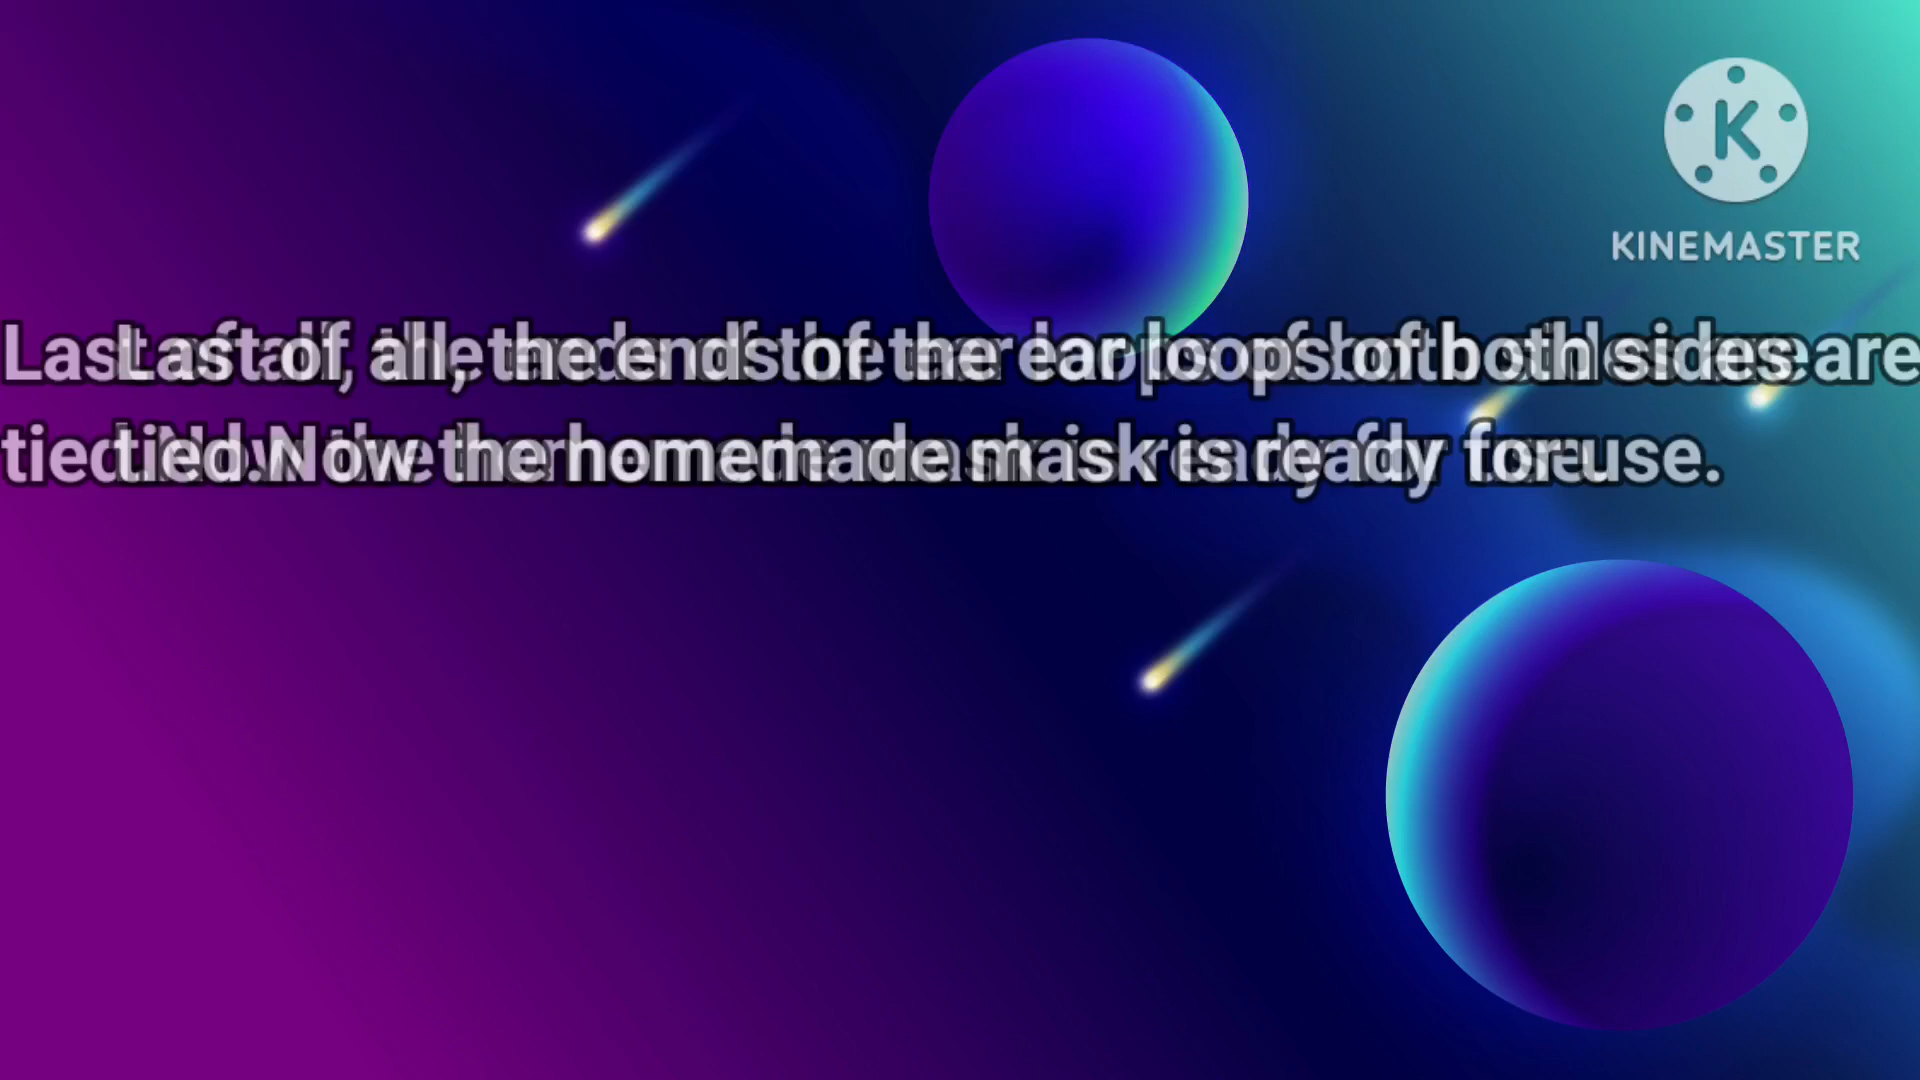 KINEMASTER
Last of all, the ends of the ear loops of both sides are
tied. Now the homemade mask is ready for use.